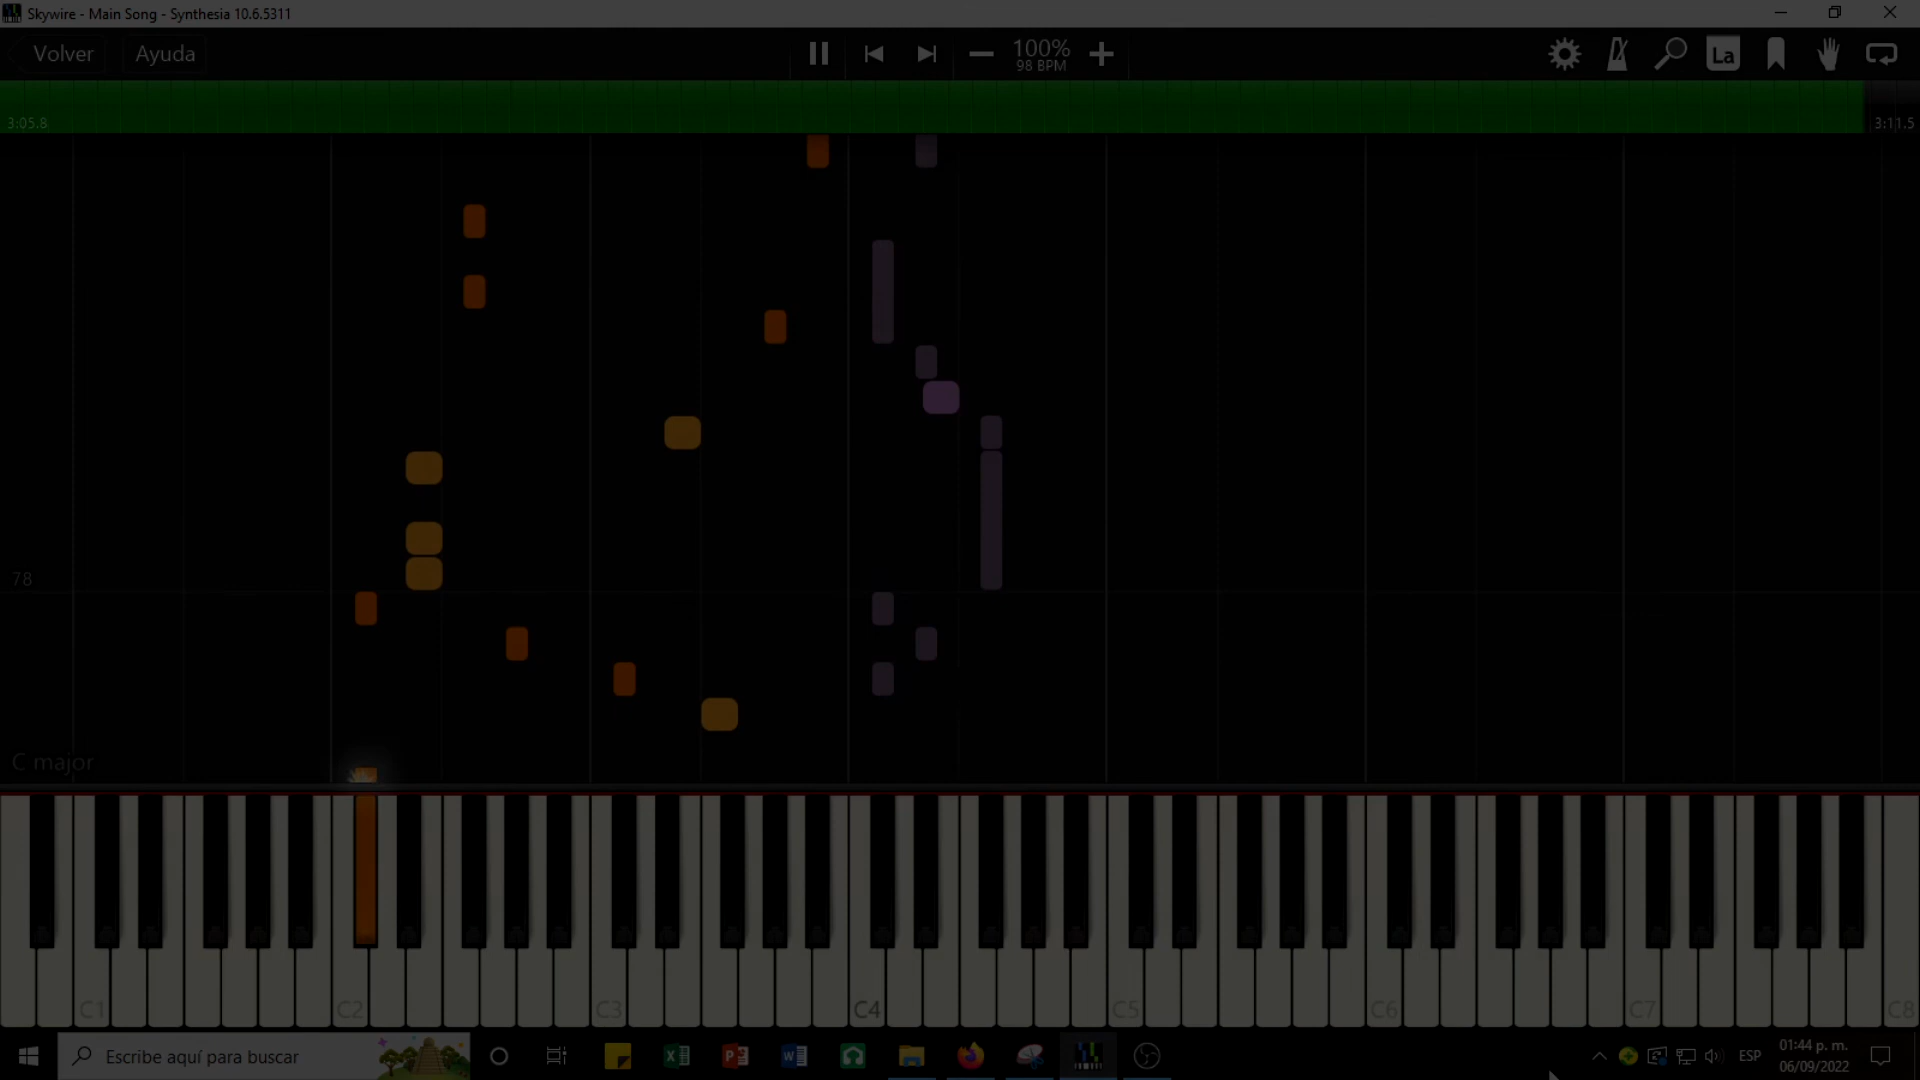 Skywire - Main Song - Synthesia 10.6.5311
Volver
Ayuda
100%
98 BPM
La
3:05.8
3:11.5
78
C major
C1
C2
C3
C4
C5
C6
C7
C8
Escribe aquí para buscar
ESP
01:44 p. m.
06/09/2022